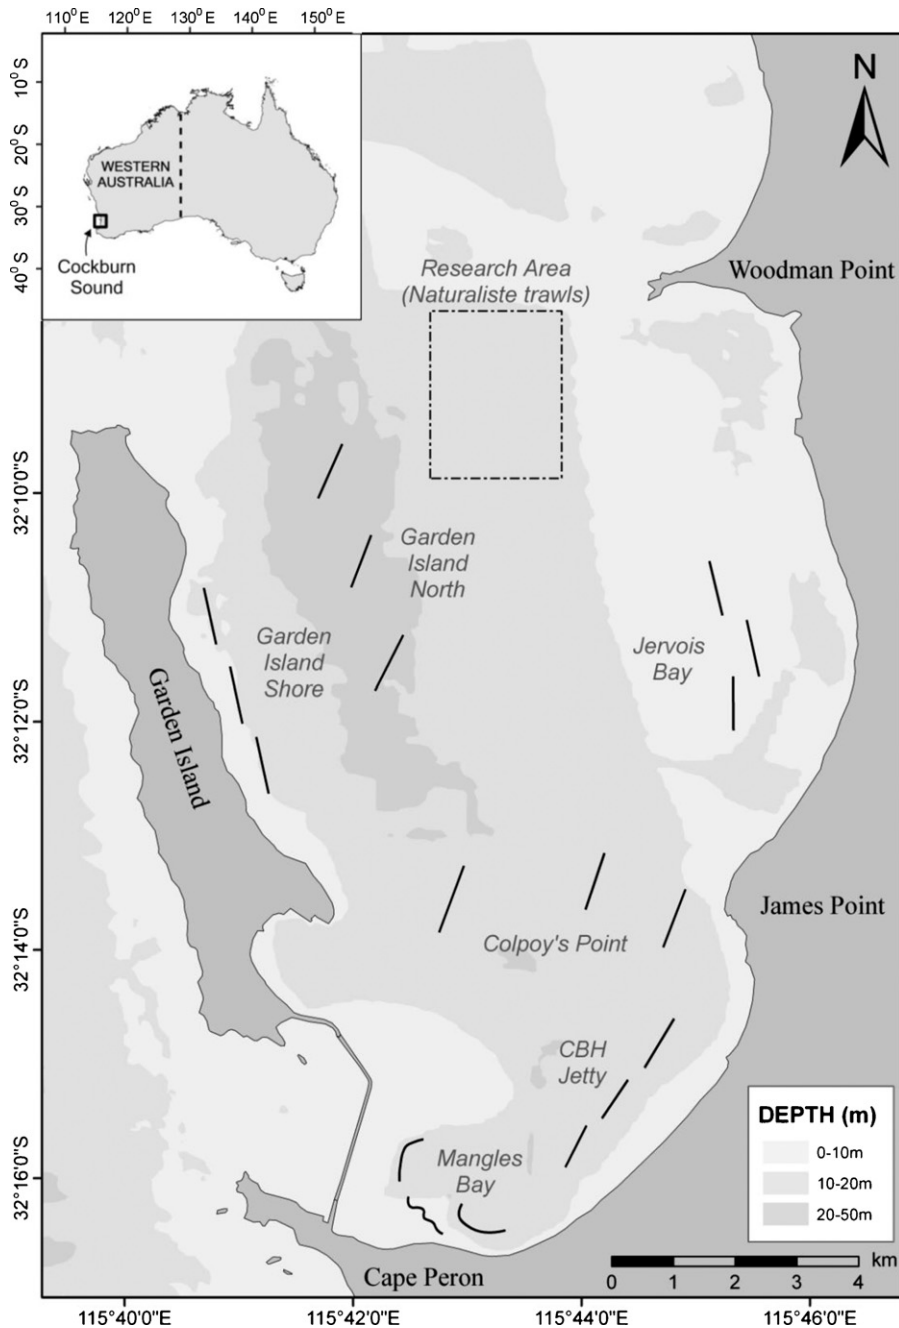 110°E 120°E 130°E 140°E 150°E
10°S
20°S
30°S
40°S
WESTERN
AUSTRALIA
Cockburn
Sound
N
Woodman Point
Research Area
(Naturaliste trawls)
32°10'0"S
Garden
Island
North
Garden
Island
Shore
Jervois
Bay
Garden Island
32°12'0"S
James Point
Colpoy's Point
32°14'0"S
CBH
Jetty
DEPTH (m)
0-10m
10-20m
20-50m
Mangles
Bay
32°16'0"S
Cape Peron
km
0 1 2 3 4
115°40'0"E 115°42'0"E 115°44'0"E 115°46'0"E